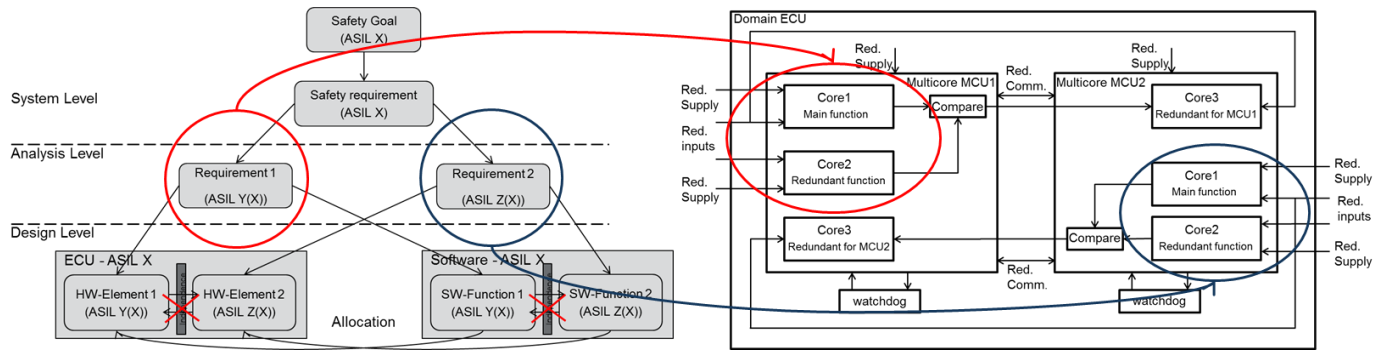 Safety Goal
(ASIL X)
System Level
Safety requirement
(ASIL X)
Analysis Level
Requirement 1
(ASIL Y(X))
Requirement 2
(ASIL Z(X))
Design Level
ECU - ASIL X
HW-Element 1
(ASIL Y(X))
HW-Element 2
(ASIL Z(X))
Software - ASIL X
SW-Function 1
(ASIL Y(X))
SW-Function 2
(ASIL Z(X))
Allocation
Domain ECU
Red.
Supply
Multicore MCU1
Red.
Supply
Core1
Main function
Compare
Red.
inputs
Core2
Redundant function
Red.
Supply
Core3
Redundant for MCU2
watchdog
Red.
Comm.
Red.
Comm.
Red.
Supply
Multicore MCU2
Core3
Redundant for MCU1
Core1
Main function
Red.
Supply
Core2
Redundant function
Red.
inputs
Compare
Red.
Supply
watchdog